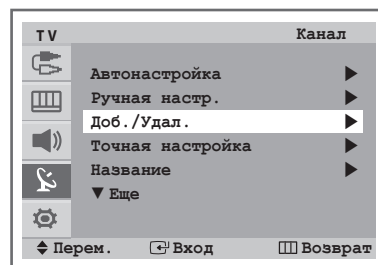 TV Канал
Автонастройка ▶
Ручная настр. ▶
Доб./Удал. ▶
Точная настройка ▶
Название ▶
▼ Еще
Перем. Вход Возврат